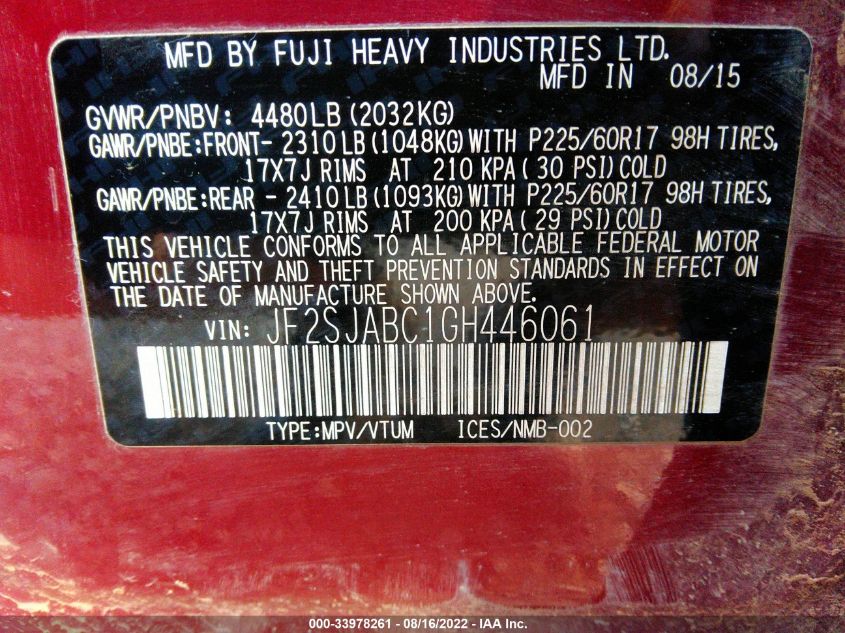 MFD BY FUJI HEAVY INDUSTRIES LTD.
MFD IN 08/15
GVWR/PNBV: 4480LB (2032KG)
GAWR/PNBE:FRONT- 2310LB (1048KG) WITH P225/60R17 98H TIRES,
17X7J RIMS AT 210 KPA ( 30 PSI) COLD
GAWR/PNBE:REAR - 2410LB (1093KG) WITH P225/60R17 98H TIRES,
17X7J RIMS AT 200 KPA ( 29 PSI) COLD
THIS VEHICLE CONFORMS TO ALL APPLICABLE FEDERAL MOTOR
VEHICLE SAFETY AND THEFT PREVENTION STANDARDS IN EFFECT ON
THE DATE OF MANUFACTURE SHOWN ABOVE.
VIN: JF2SJABC1GH446061
TYPE:MPV/VTUM ICES/NMB-002
000-33978261 - 08/16/2022 - IAA Inc.